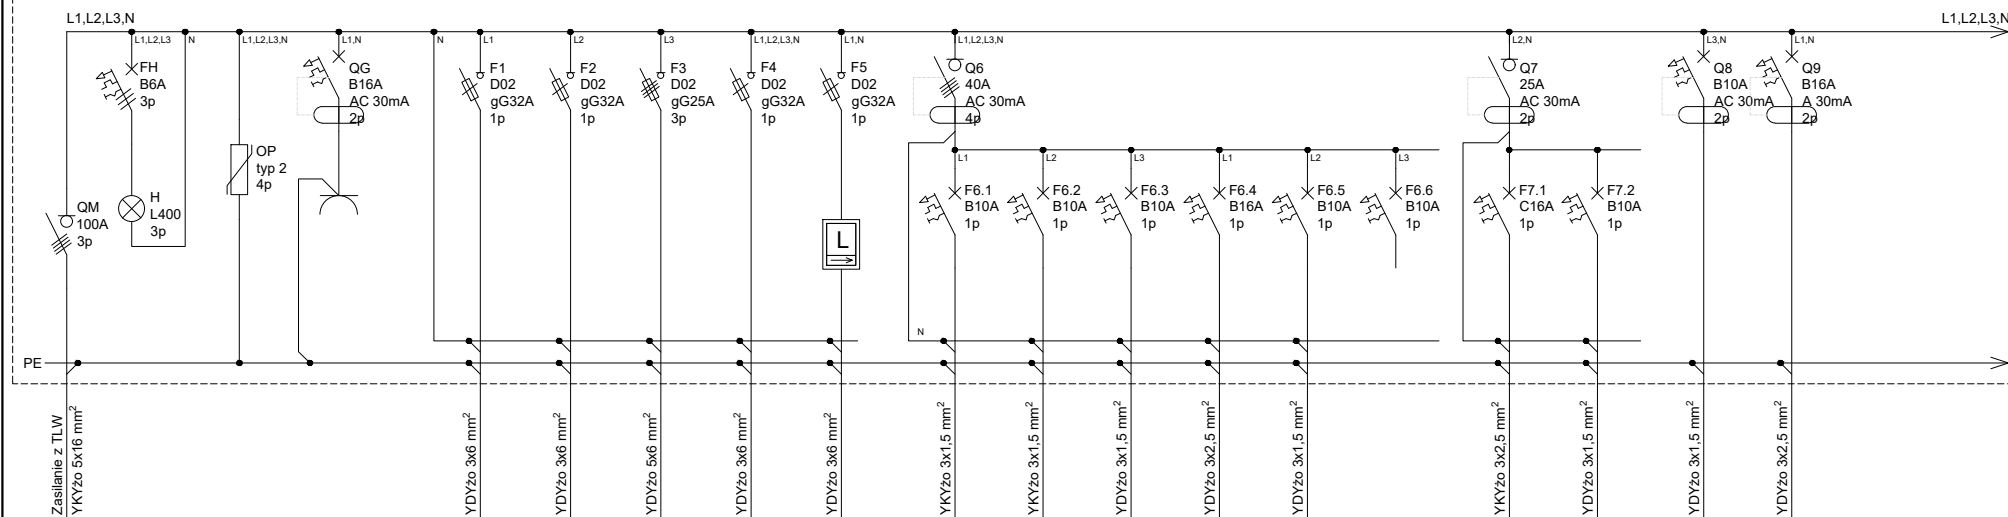 L1,L2,L3,N
L1,L2,L3,N
L1,L2,L3
N
L1,L2,L3,N
L1,N
N
L1
L2
L3
L1,L2,L3,N
L1,N
L1,L2,L3,N
L2,N
L3,N
L1,N
FH
B6A
3p
QG
B16A
AC 30mA
2p
F1
D02
gG32A
1p
F2
D02
gG32A
1p
F3
D02
gG25A
3p
F4
D02
gG32A
1p
F5
D02
gG32A
1p
Q6
40A
AC 30mA
4p
Q7
25A
AC 30mA
2p
Q8
B10A
AC 30mA
2p
Q9
B16A
A 30mA
2p
OP
typ 2
4p
QM
100A
3p
H
L400
3p
L
L1
L2
L3
L1
L2
L3
F6.1
B10A
1p
F6.2
B10A
1p
F6.3
B10A
1p
F6.4
B16A
1p
F6.5
B10A
1p
F6.6
B10A
1p
F7.1
C16A
1p
F7.2
B10A
1p
N
PE
Zasilanie z TLW
YKYżo 5x16 mm²
YDYżo 3x6 mm²
YDYżo 3x6 mm²
YDYżo 5x6 mm²
YDYżo 3x6 mm²
YDYżo 3x6 mm²
YKYżo 3x1,5 mm²
YKYżo 3x1,5 mm²
YDYżo 3x1,5 mm²
YDYżo 3x2,5 mm²
YDYżo 3x1,5 mm²
YKYżo 3x2,5 mm²
YDYżo 3x1,5 mm²
YDYżo 3x1,5 mm²
YDYżo 3x2,5 mm²